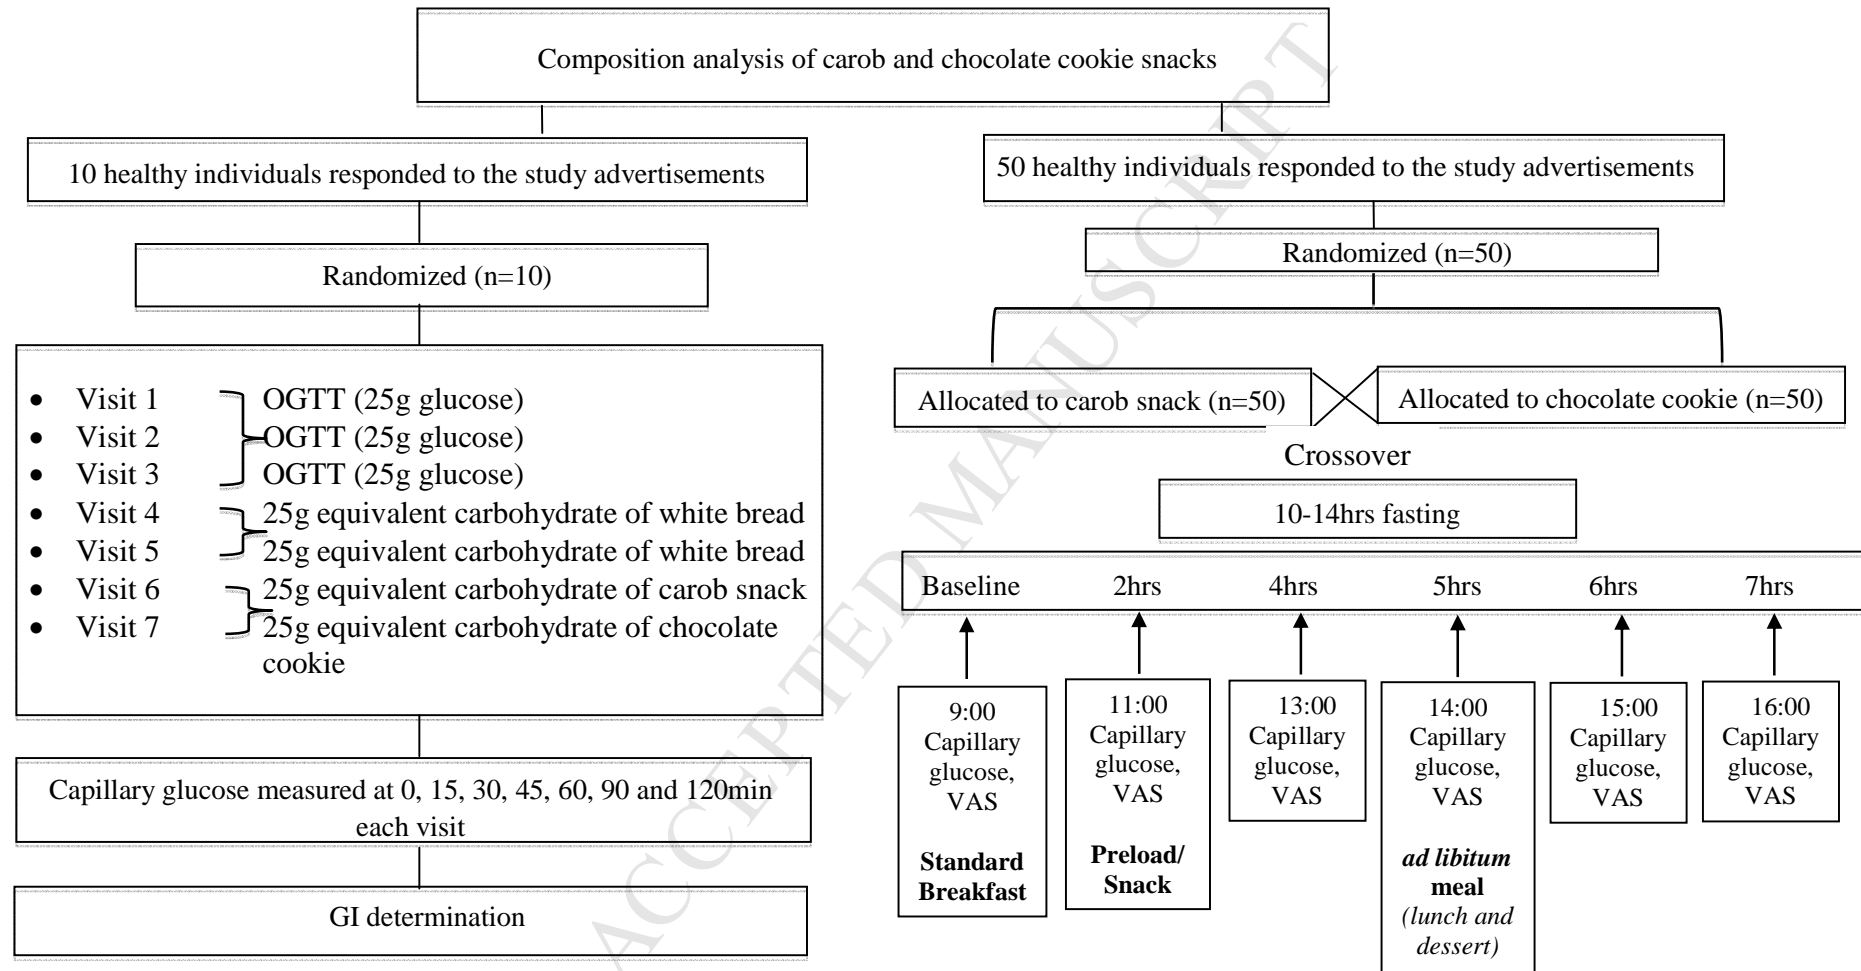 Composition analysis of carob and chocolate cookie snacks
10 healthy individuals responded to the study advertisements
Randomized (n=10)
• Visit 1 OGTT (25g glucose)
• Visit 2 OGTT (25g glucose)
• Visit 3 OGTT (25g glucose)
• Visit 4 25g equivalent carbohydrate of white bread
• Visit 5 25g equivalent carbohydrate of white bread
• Visit 6 25g equivalent carbohydrate of carob snack
• Visit 7 25g equivalent carbohydrate of chocolate
cookie
Capillary glucose measured at 0, 15, 30, 45, 60, 90 and 120min
each visit
GI determination
50 healthy individuals responded to the study advertisements
Randomized (n=50)
Allocated to carob snack (n=50)
Allocated to chocolate cookie (n=50)
Crossover
10-14hrs fasting
Baseline 2hrs 4hrs 5hrs 6hrs 7hrs
9:00
Capillary
glucose,
VAS
Standard
Breakfast
11:00
Capillary
glucose,
VAS
Preload/
Snack
13:00
Capillary
glucose,
VAS
14:00
Capillary
glucose,
VAS
ad libitum
meal
(lunch and
dessert)
15:00
Capillary
glucose,
VAS
16:00
Capillary
glucose,
VAS
ACCEPTED MANUSCRIPT